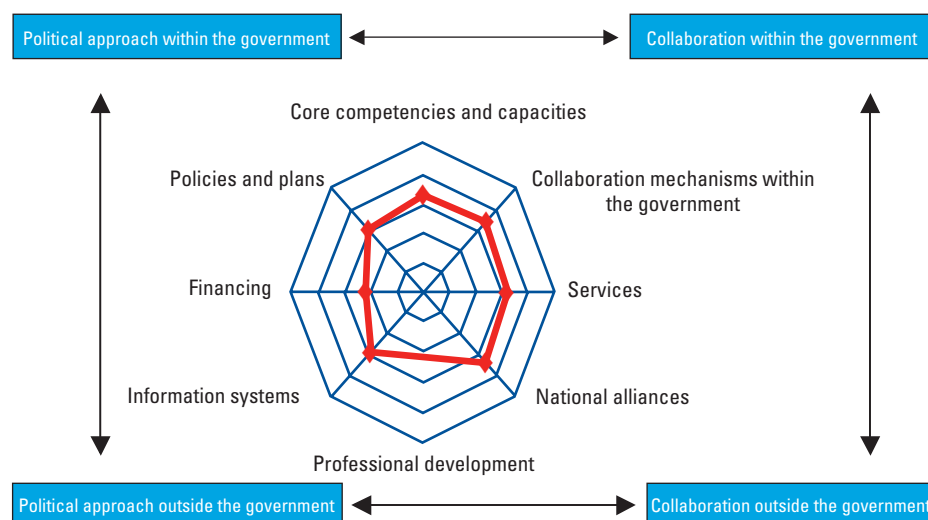 Political approach within the government
Collaboration within the government
Core competencies and capacities
Policies and plans
Collaboration mechanisms within
the government
Financing
Services
Information systems
National alliances
Professional development
Political approach outside the government
Collaboration outside the government